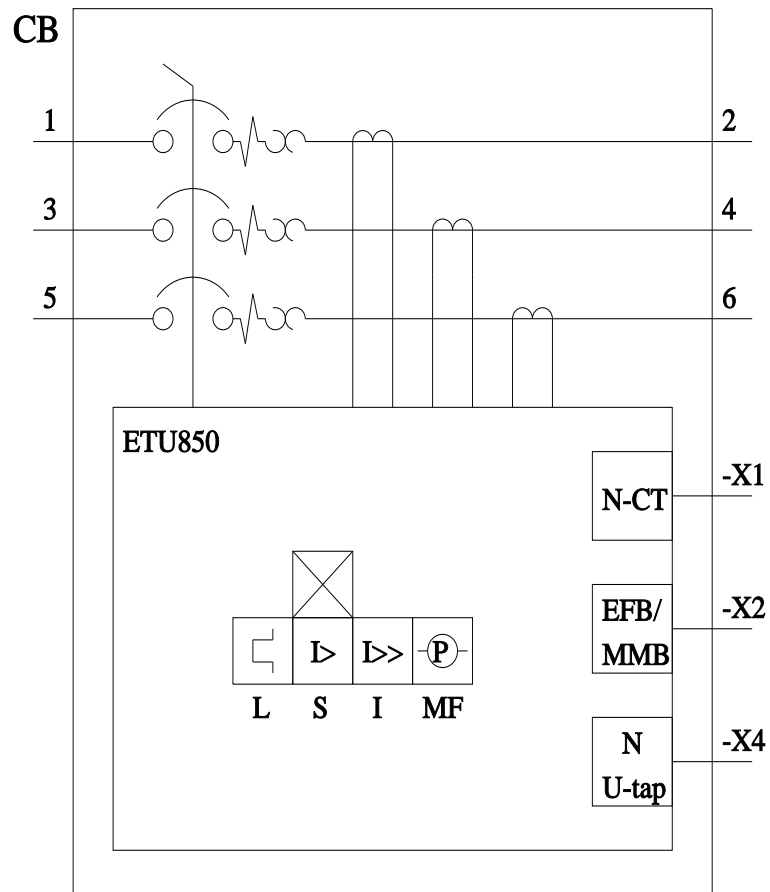 CB
1
2
3
4
5
6
ETU850
N-CT
-X1
EFB/
MMB
-X2
I> I>> P
L S I MF
N
U-tap
-X4